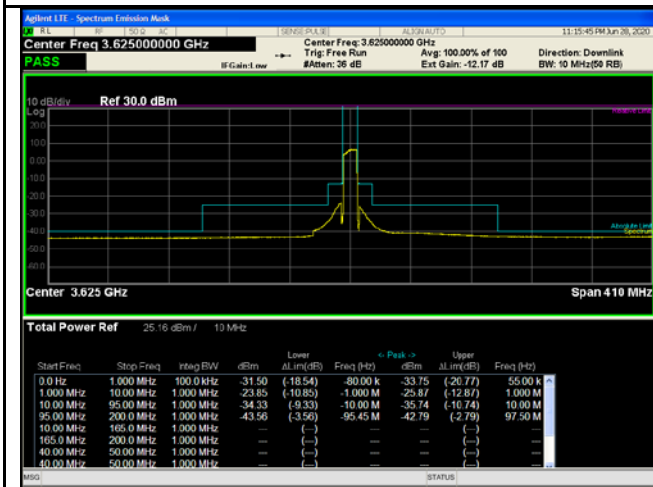 Agilent LTE - Spectrum Emission Mask
RL RF 50 Ω AC SENSE:PULSE ALIGN AUTO 11:15:45 PM Jun 28, 2020
Center Freq 3.625000000 GHz Center Freq: 3.625000000 GHz
Trig: Free Run Avg: 100.00% of 100 Direction: Downlink
PASS IFGain:Low #Atten: 36 dB Ext Gain: -12.17 dB BW: 10 MHz(50 RB)
10 dB/div Ref 30.0 dBm
Log Relative Limit
20.0
10.0
0.00
-10.0
-20.0
-30.0
-40.0 Absolute Limit
Spectrum
-50.0
-60.0
Center 3.625 GHz Span 410 MHz
Total Power Ref 25.16 dBm / 10 MHz
Lower <- Peak -> Upper
Start Freq Stop Freq Integ BW dBm ΔLim(dB) Freq (Hz) dBm ΔLim(dB) Freq (Hz)
0.0 Hz 1.000 MHz 100.0 kHz -31.50 (-18.54) -80.00 k -33.75 (-20.77) 55.00 k
1.000 MHz 10.00 MHz 1.000 MHz -23.85 (-10.85) -1.000 M -25.87 (-12.87) 1.000 M
10.00 MHz 95.00 MHz 1.000 MHz -34.33 (-9.33) -10.00 M -35.74 (-10.74) 10.00 M
95.00 MHz 200.0 MHz 1.000 MHz -43.56 (-3.56) -95.45 M -42.79 (-2.79) 97.50 M
10.00 MHz 165.0 MHz 1.000 MHz --- (---) --- (---)
165.0 MHz 200.0 MHz 1.000 MHz --- (---) --- (---)
40.00 MHz 50.00 MHz 1.000 MHz --- (---) --- (---)
40.00 MHz 50.00 MHz 1.000 MHz --- (---) --- (---)
MSG STATUS